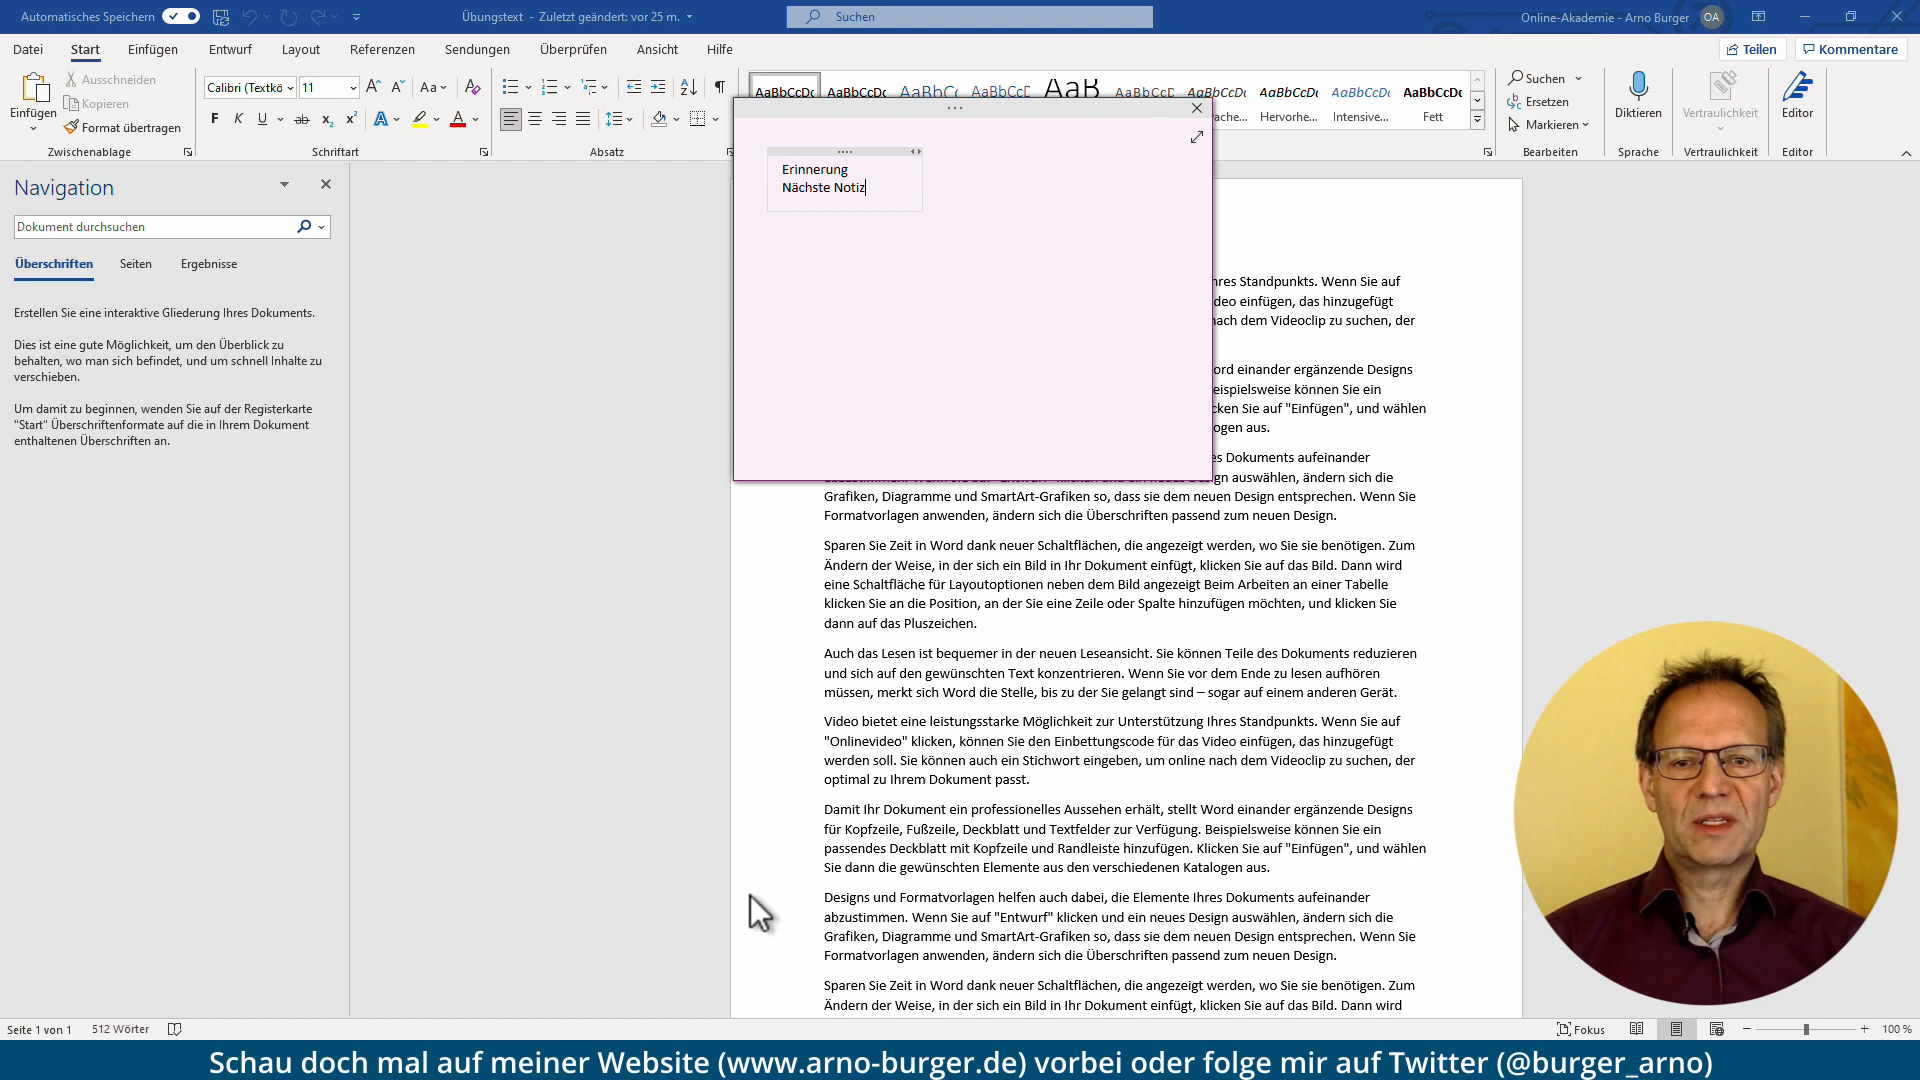 Automatisches Speichern
Übungstext - Zuletzt geändert: vor 25 m.
Suchen
Online-Akademie - Arno Burger
OA
Datei Start Einfügen Entwurf Layout Referenzen Sendungen Überprüfen Ansicht Hilfe
Teilen
Kommentare
Einfügen
Ausschneiden
Kopieren
Format übertragen
Zwischenablage
Calibri (Textkö
11
Aa
F K U ab x₂ x² A A
Schriftart
Absatz
AaBbCcDc AaBbCcDc AaBbC AaBbCcD AaB AaBbCcD AaBbCcDc AaBbCcDc AaBbCcDc AaBbCcDc
Hervorhe... Intensive... Fett
Suchen
Ersetzen
Markieren
Bearbeiten
Diktieren
Sprache
Vertraulichkeit
Vertraulichkeit
Editor
Editor
Navigation
Dokument durchsuchen
Überschriften Seiten Ergebnisse
Erstellen Sie eine interaktive Gliederung Ihres Dokuments.
Dies ist eine gute Möglichkeit, um den Überblick zu
behalten, wo man sich befindet, und um schnell Inhalte zu
verschieben.
Um damit zu beginnen, wenden Sie auf der Registerkarte
"Start" Überschriftenformate auf die in Ihrem Dokument
enthaltenen Überschriften an.
Erinnerung
Nächste Notiz
hres Standpunkts. Wenn Sie auf
deo einfügen, das hinzugefügt
nach dem Videoclip zu suchen, der
ord einander ergänzende Designs
eispielsweise können Sie ein
cken Sie auf "Einfügen", und wählen
ogen aus.
es Dokuments aufeinander
gn auswählen, ändern sich die
Grafiken, Diagramme und SmartArt-Grafiken so, dass sie dem neuen Design entsprechen. Wenn Sie
Formatvorlagen anwenden, ändern sich die Überschriften passend zum neuen Design.
Sparen Sie Zeit in Word dank neuer Schaltflächen, die angezeigt werden, wo Sie sie benötigen. Zum
Ändern der Weise, in der sich ein Bild in Ihr Dokument einfügt, klicken Sie auf das Bild. Dann wird
eine Schaltfläche für Layoutoptionen neben dem Bild angezeigt Beim Arbeiten an einer Tabelle
klicken Sie an die Position, an der Sie eine Zeile oder Spalte hinzufügen möchten, und klicken Sie
dann auf das Pluszeichen.
Auch das Lesen ist bequemer in der neuen Leseansicht. Sie können Teile des Dokuments reduzieren
und sich auf den gewünschten Text konzentrieren. Wenn Sie vor dem Ende zu lesen aufhören
müssen, merkt sich Word die Stelle, bis zu der Sie gelangt sind – sogar auf einem anderen Gerät.
Video bietet eine leistungsstarke Möglichkeit zur Unterstützung Ihres Standpunkts. Wenn Sie auf
"Onlinevideo" klicken, können Sie den Einbettungscode für das Video einfügen, das hinzugefügt
werden soll. Sie können auch ein Stichwort eingeben, um online nach dem Videoclip zu suchen, der
optimal zu Ihrem Dokument passt.
Damit Ihr Dokument ein professionelles Aussehen erhält, stellt Word einander ergänzende Designs
für Kopfzeile, Fußzeile, Deckblatt und Textfelder zur Verfügung. Beispielsweise können Sie ein
passendes Deckblatt mit Kopfzeile und Randleiste hinzufügen. Klicken Sie auf "Einfügen", und wählen
Sie dann die gewünschten Elemente aus den verschiedenen Katalogen aus.
Designs und Formatvorlagen helfen auch dabei, die Elemente Ihres Dokuments aufeinander
abzustimmen. Wenn Sie auf "Entwurf" klicken und ein neues Design auswählen, ändern sich die
Grafiken, Diagramme und SmartArt-Grafiken so, dass sie dem neuen Design entsprechen. Wenn Sie
Formatvorlagen anwenden, ändern sich die Überschriften passend zum neuen Design.
Sparen Sie Zeit in Word dank neuer Schaltflächen, die angezeigt werden, wo Sie sie benötigen. Zum
Ändern der Weise, in der sich ein Bild in Ihr Dokument einfügt, klicken Sie auf das Bild. Dann wird
Seite 1 von 1 512 Wörter
Fokus
100 %
Schau doch mal auf meiner Website (www.arno-burger.de) vorbei oder folge mir auf Twitter (@burger_arno)